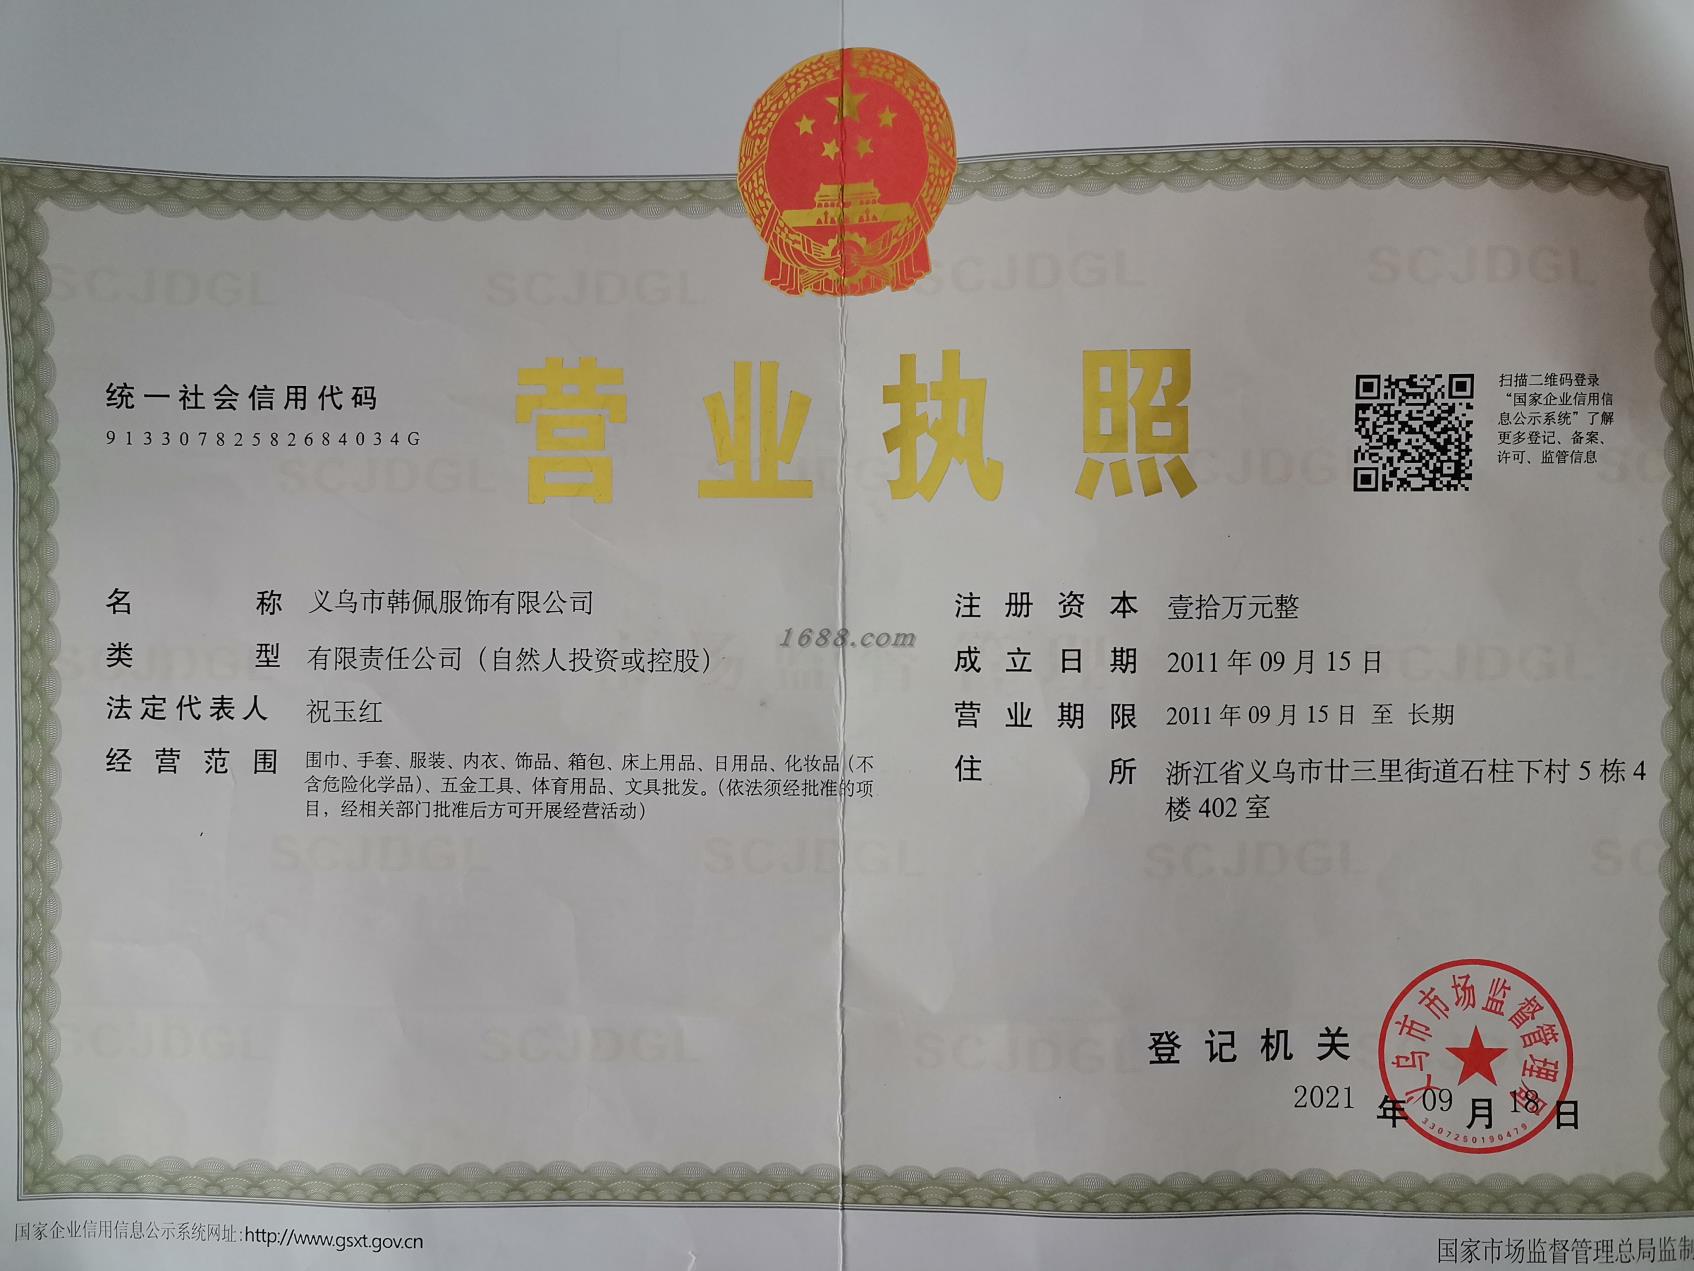 营业执照
统一社会信用代码
91330782582684034G
扫描二维码登录
“国家企业信用信
息公示系统”了解
更多登记、备案、
许可、监管信息
名称 义乌市韩佩服饰有限公司
类型 有限责任公司（自然人投资或控股）
法定代表人 祝玉红
经营范围 围巾、手套、服装、内衣、饰品、箱包、床上用品、日用品、化妆品（不
含危险化学品）、五金工具、体育用品、文具批发。（依法须经批准的项
目，经相关部门批准后方可开展经营活动）
注册资本 壹拾万元整
成立日期 2011年09月15日
营业期限 2011年09月15日 至 长期
住所 浙江省义乌市廿三里街道石柱下村5栋4
楼402室
1688.com
SCJDGL
SCJDGL
SCJDGL
SCJDGL
登记机关
2021年09月18日
义乌市市场监督管理局
3307250190479
国家企业信用信息公示系统网址:http://www.gsxt.gov.cn
国家市场监督管理总局监制